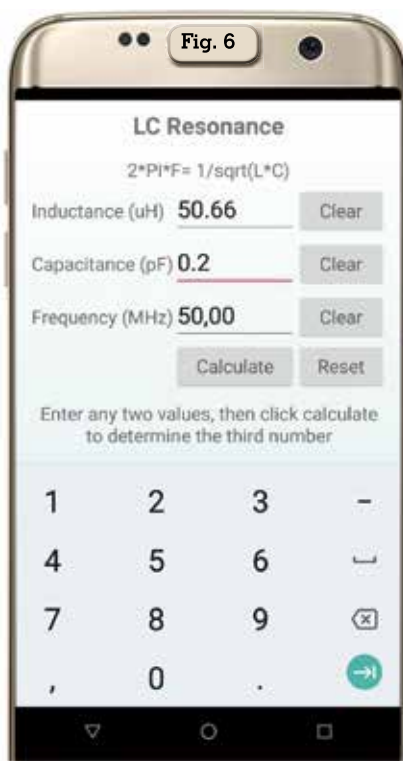 Fig. 6
LC Resonance
2*PI*F= 1/sqrt(L*C)
Inductance (uH) 50.66 Clear
Capacitance (pF) 0.2 Clear
Frequency (MHz) 50,00 Clear
Calculate Reset
Enter any two values, then click calculate
to determine the third number
1 2 3 -
4 5 6
7 8 9
, 0 .